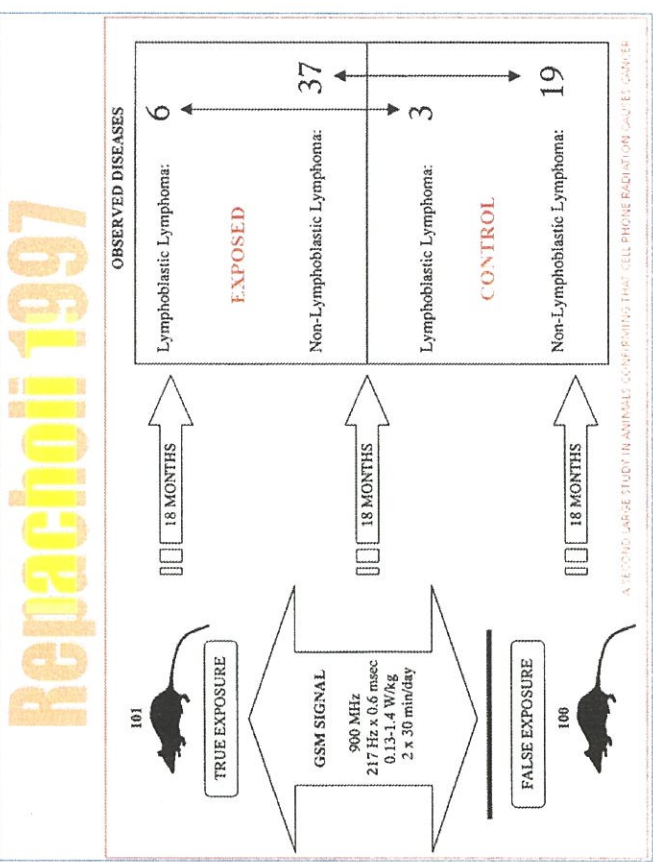 Repacholi 1997
OBSERVED DISEASES
101
TRUE EXPOSURE
GSM SIGNAL
900 MHz
217 Hz x 0.6 msec
0.13-1.4 W/kg
2 x 30 min/day
FALSE EXPOSURE
100
18 MONTHS
18 MONTHS
18 MONTHS
Lymphoblastic Lymphoma: 6
EXPOSED
Non-Lymphoblastic Lymphoma: 37
Lymphoblastic Lymphoma: 3
CONTROL
Non-Lymphoblastic Lymphoma: 19
A SECOND LARGE STUDY IN ANIMALS CONFIRMING THAT CELL PHONE RADIATION CAUSES CANCER